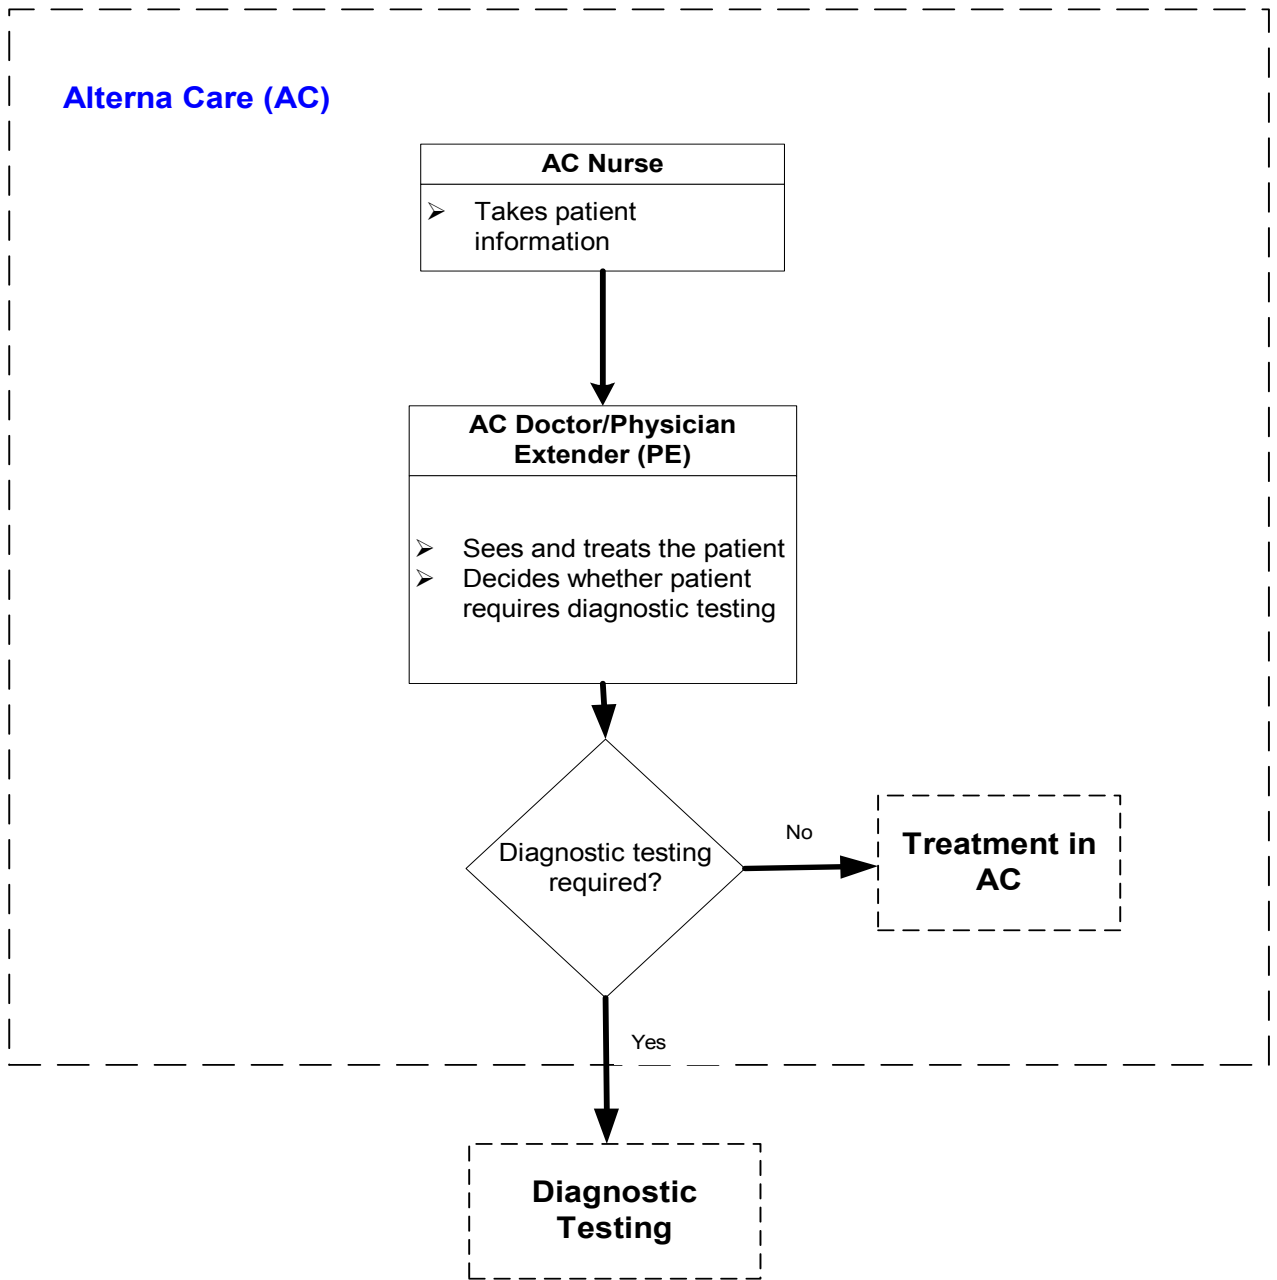 Alterna Care (AC)
AC Nurse
➢ Takes patient
information
AC Doctor/Physician
Extender (PE)
➢ Sees and treats the patient
➢ Decides whether patient
requires diagnostic testing
Diagnostic testing
required?
No
Treatment in
AC
Yes
Diagnostic
Testing